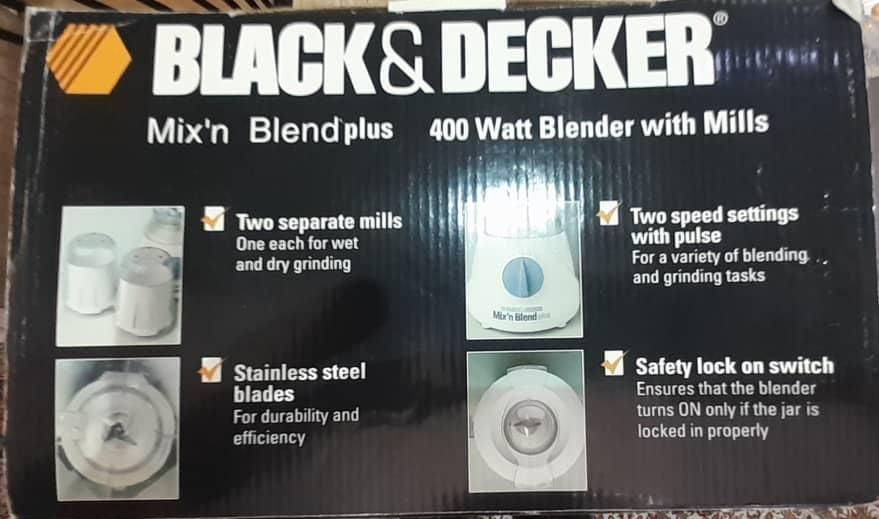 BLACK & DECKER®
Mix'n Blend plus 400 Watt Blender with Mills
Two separate mills
One each for wet
and dry grinding
Two speed settings
with pulse
For a variety of blending
and grinding tasks
Mix'n Blend plus
Stainless steel
blades
For durability and
efficiency
Safety lock on switch
Ensures that the blender
turns ON only if the jar is
locked in properly